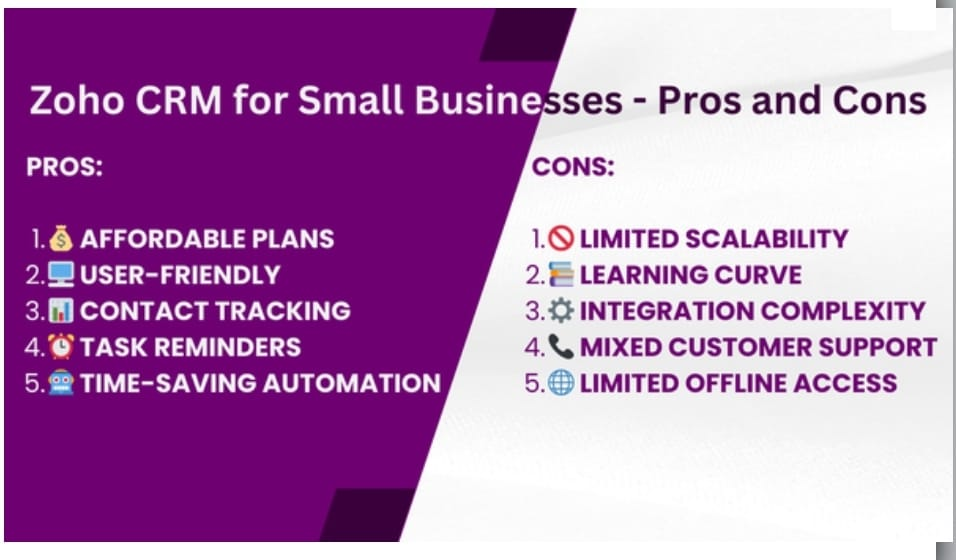 Zoho CRM for Small Businesses - Pros and Cons
PROS:
1. 💰 AFFORDABLE PLANS
2. 🖥️ USER-FRIENDLY
3. 📊 CONTACT TRACKING
4. ⏰ TASK REMINDERS
5. 🤖 TIME-SAVING AUTOMATION
CONS:
1. 🚫 LIMITED SCALABILITY
2. 📚 LEARNING CURVE
3. ⚙️ INTEGRATION COMPLEXITY
4. 📞 MIXED CUSTOMER SUPPORT
5. 🌐 LIMITED OFFLINE ACCESS